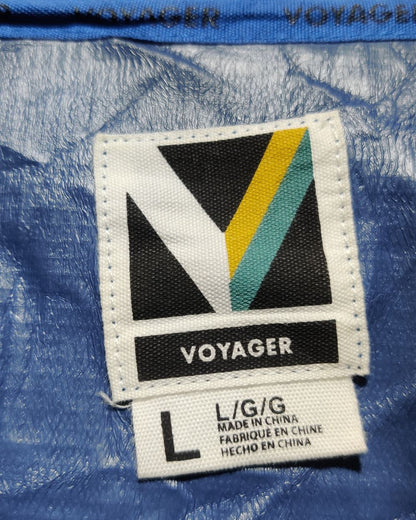 VOYAGER VOYAGER
VOYAGER
L L/G/G
MADE IN CHINA
FABRIQUÉ EN CHINE
HECHO EN CHINA